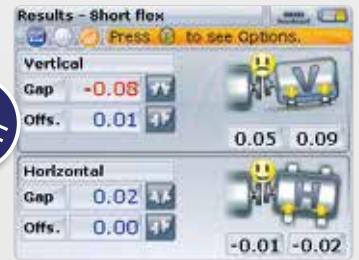 Results - Short flex
Press to see Options.
Vertical
Gap -0.08
Offs. 0.01
V
0.05 0.09
Horizontal
Gap 0.02
Offs. 0.00
H
-0.01 -0.02